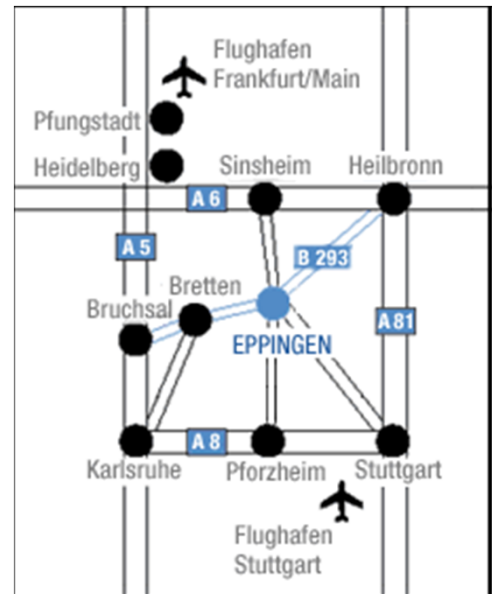 Flughafen
Frankfurt/Main
Pfungstadt
Heidelberg
Sinsheim
Heilbronn
A 6
A 5
B 293
Bretten
Bruchsal
A 81
EPPINGEN
A 8
Karlsruhe
Pforzheim
Stuttgart
Flughafen
Stuttgart